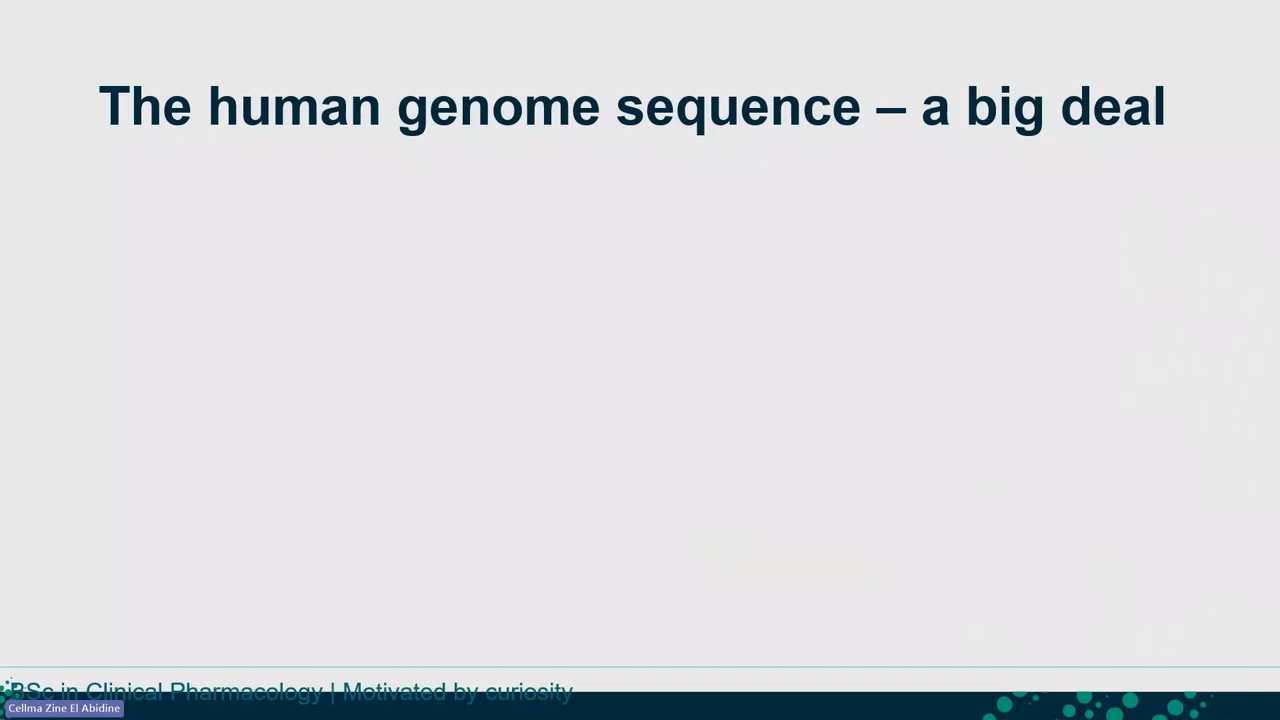 The human genome sequence – a big deal
BSc in Clinical Pharmacology | Motivated by curiosity
Cellma Zine El Abidine